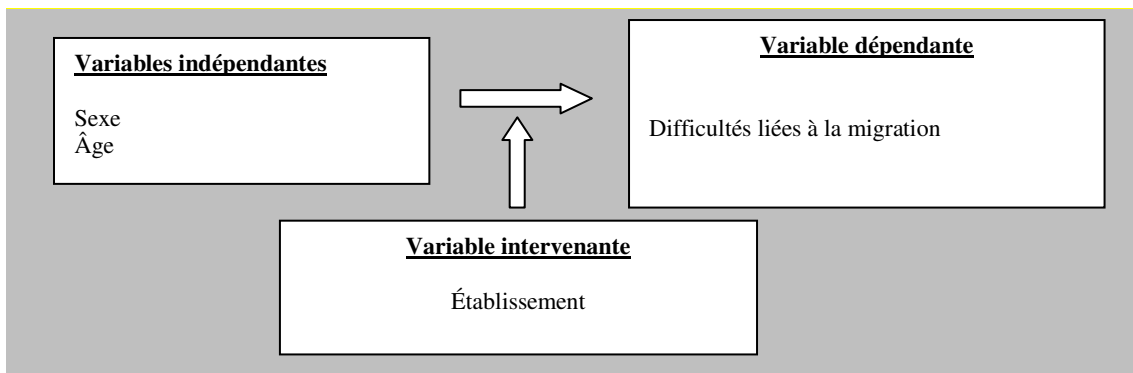 Variables indépendantes
Sexe
Âge
Variable dépendante
Difficultés liées à la migration
Variable intervenante
Établissement